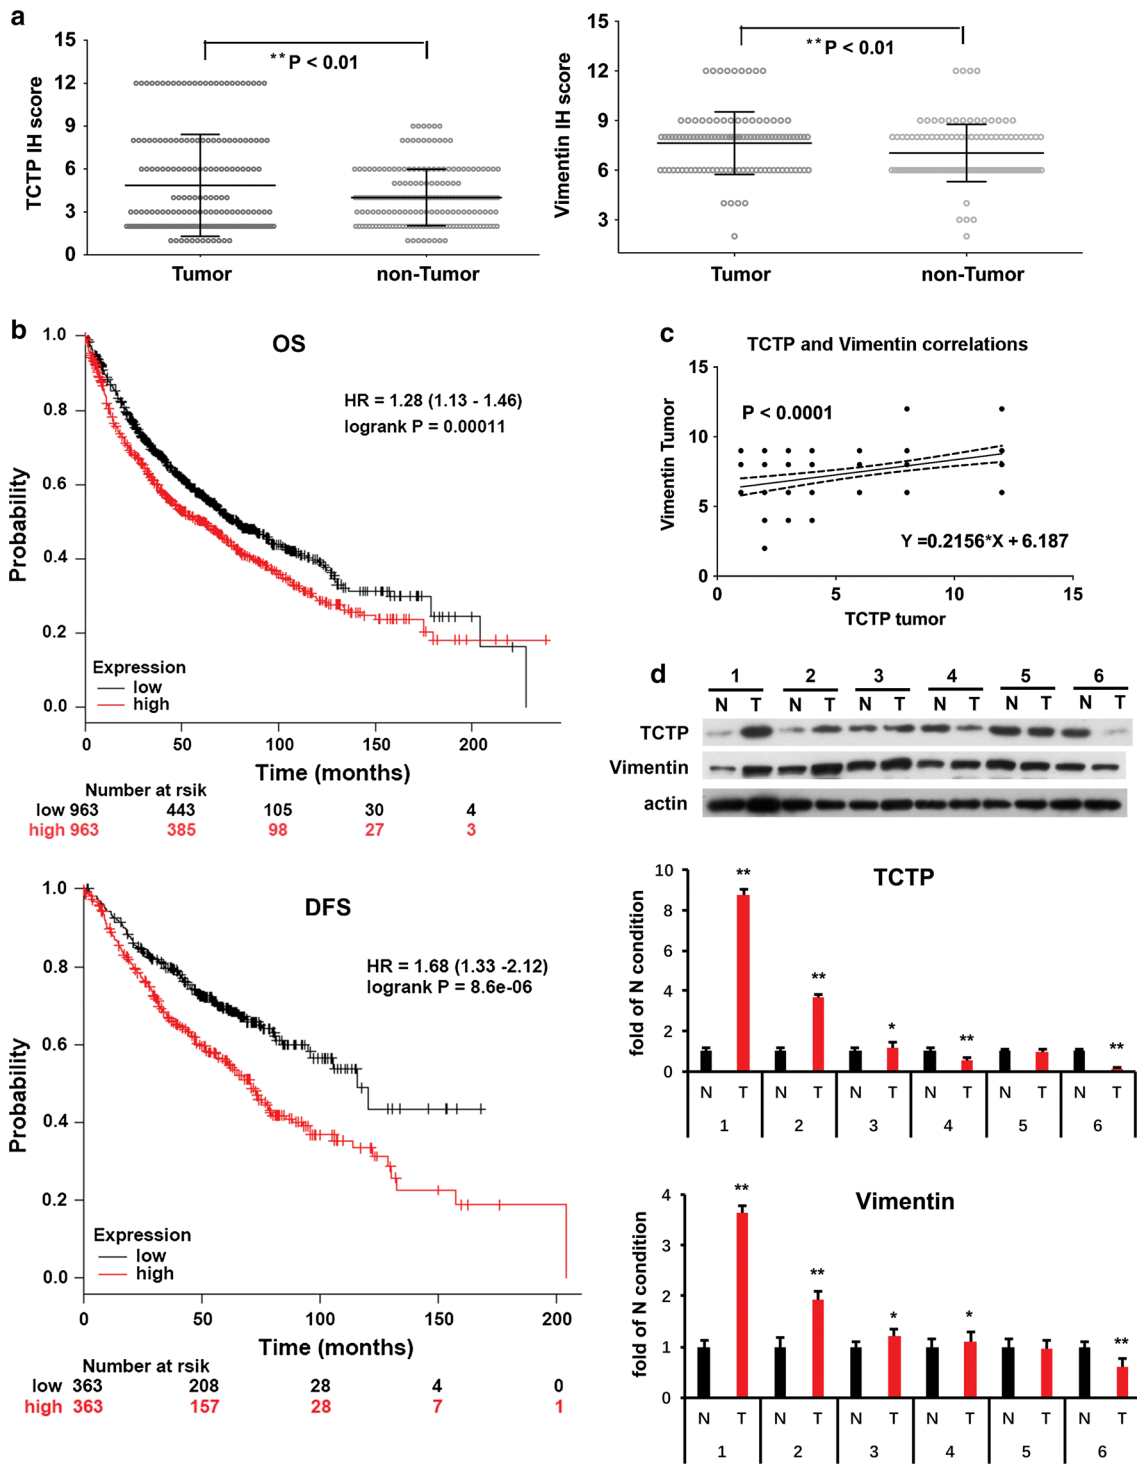 a
15
12
9
6
3
0
TCTP IH score
**P < 0.01
Tumor
non-Tumor
15
12
9
6
3
Vimentin IH score
**P < 0.01
Tumor
non-Tumor
b
OS
HR = 1.28 (1.13 - 1.46)
logrank P = 0.00011
1.0
0.8
0.6
0.4
0.2
0.0
Probability
Expression
low
high
0 50 100 150 200
Time (months)
Number at rsik
low 963 443 105 30 4
high 963 385 98 27 3
DFS
HR = 1.68 (1.33 -2.12)
logrank P = 8.6e-06
1.0
0.8
0.6
0.4
0.2
0.0
Probability
Expression
low
high
0 50 100 150 200
Time (months)
Number at rsik
low 363 208 28 4 0
high 363 157 28 7 1
c
TCTP and Vimentin correlations
15
10
5
0
Vimentin Tumor
P < 0.0001
Y =0.2156*X + 6.187
0 5 10 15
TCTP tumor
d
1 2 3 4 5 6
N T N T N T N T N T N T
TCTP
Vimentin
actin
TCTP
10
8
6
4
2
0
fold of N condition
** ** * ** **
N T N T N T N T N T N T
1 2 3 4 5 6
Vimentin
4
3
2
1
0
fold of N condition
** ** * * **
N T N T N T N T N T N T
1 2 3 4 5 6